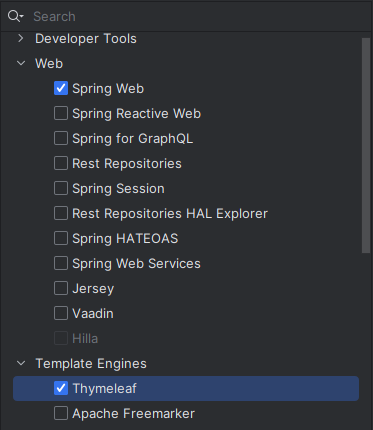 Search
Developer Tools
Web
Spring Web
Spring Reactive Web
Spring for GraphQL
Rest Repositories
Spring Session
Rest Repositories HAL Explorer
Spring HATEOAS
Spring Web Services
Jersey
Vaadin
Hilla
Template Engines
Thymeleaf
Apache Freemarker